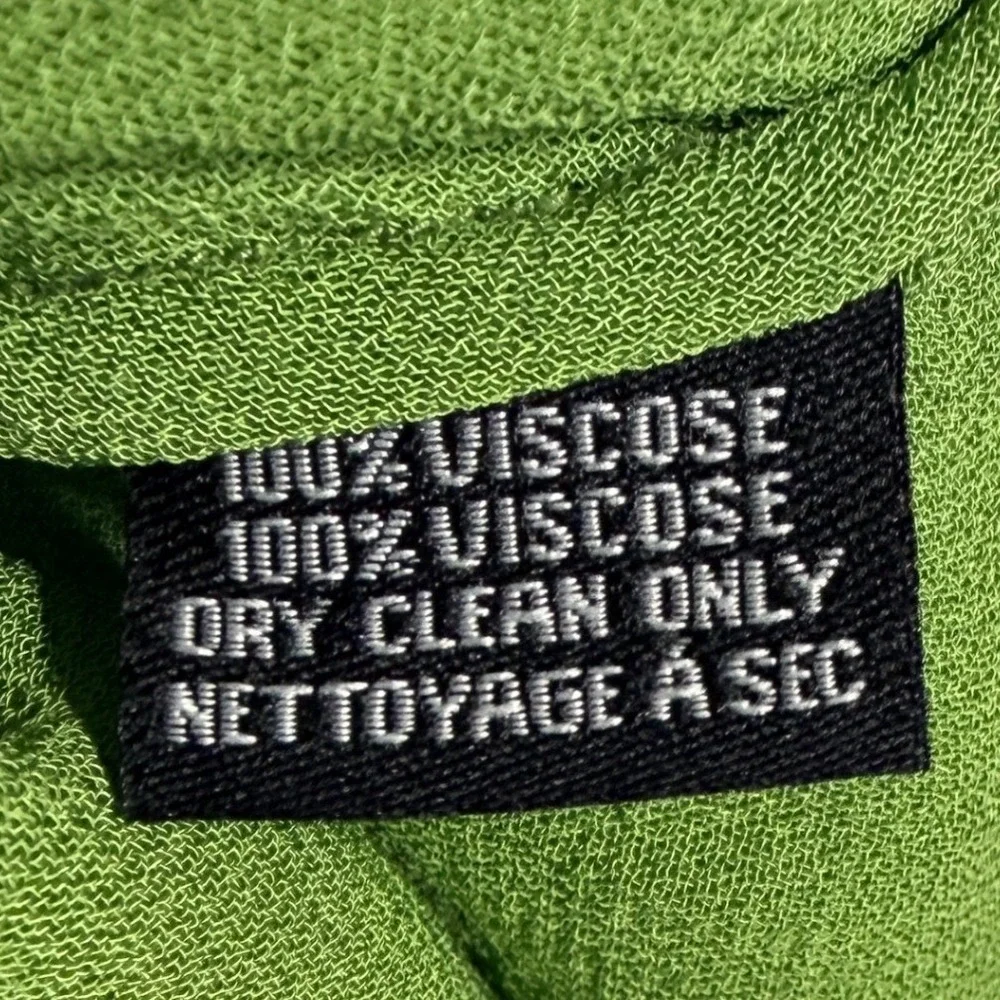 100% VISCOSE
100% VISCOSE
DRY CLEAN ONLY
NETTOYAGE À SEC